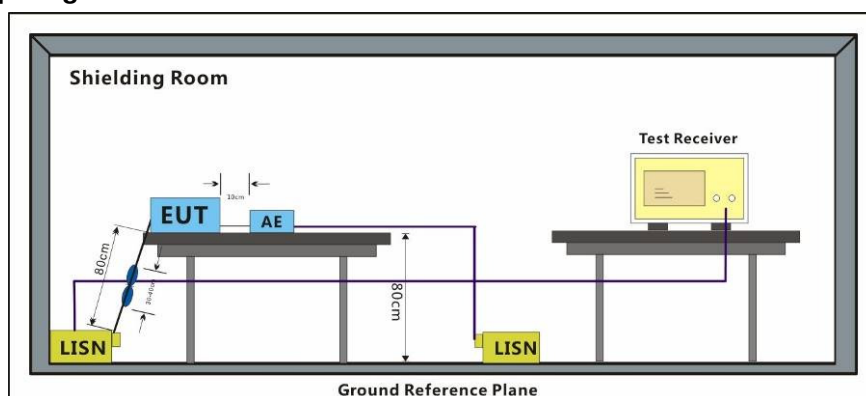 Shielding Room
Test Receiver
10cm
EUT
AE
80cm
80cm
LISN
LISN
Ground Reference Plane